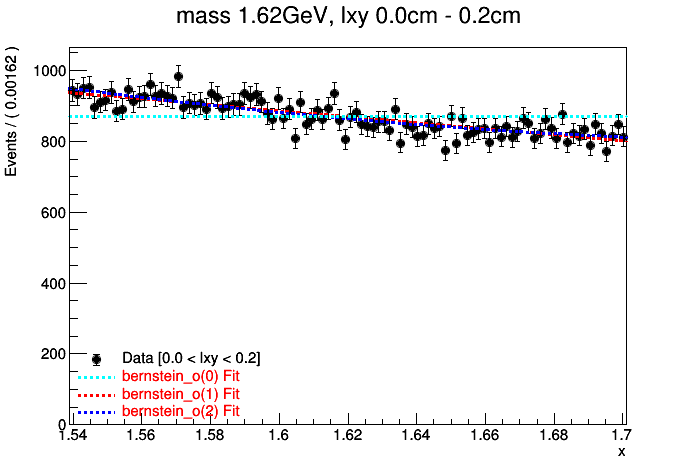 mass 1.62GeV, lxy 0.0cm - 0.2cm
Events / ( 0.00162 )
1000
800
600
400
200
0
Data [0.0 < lxy < 0.2]
bernstein_o(0) Fit
bernstein_o(1) Fit
bernstein_o(2) Fit
1.54 1.56 1.58 1.6 1.62 1.64 1.66 1.68 1.7
x